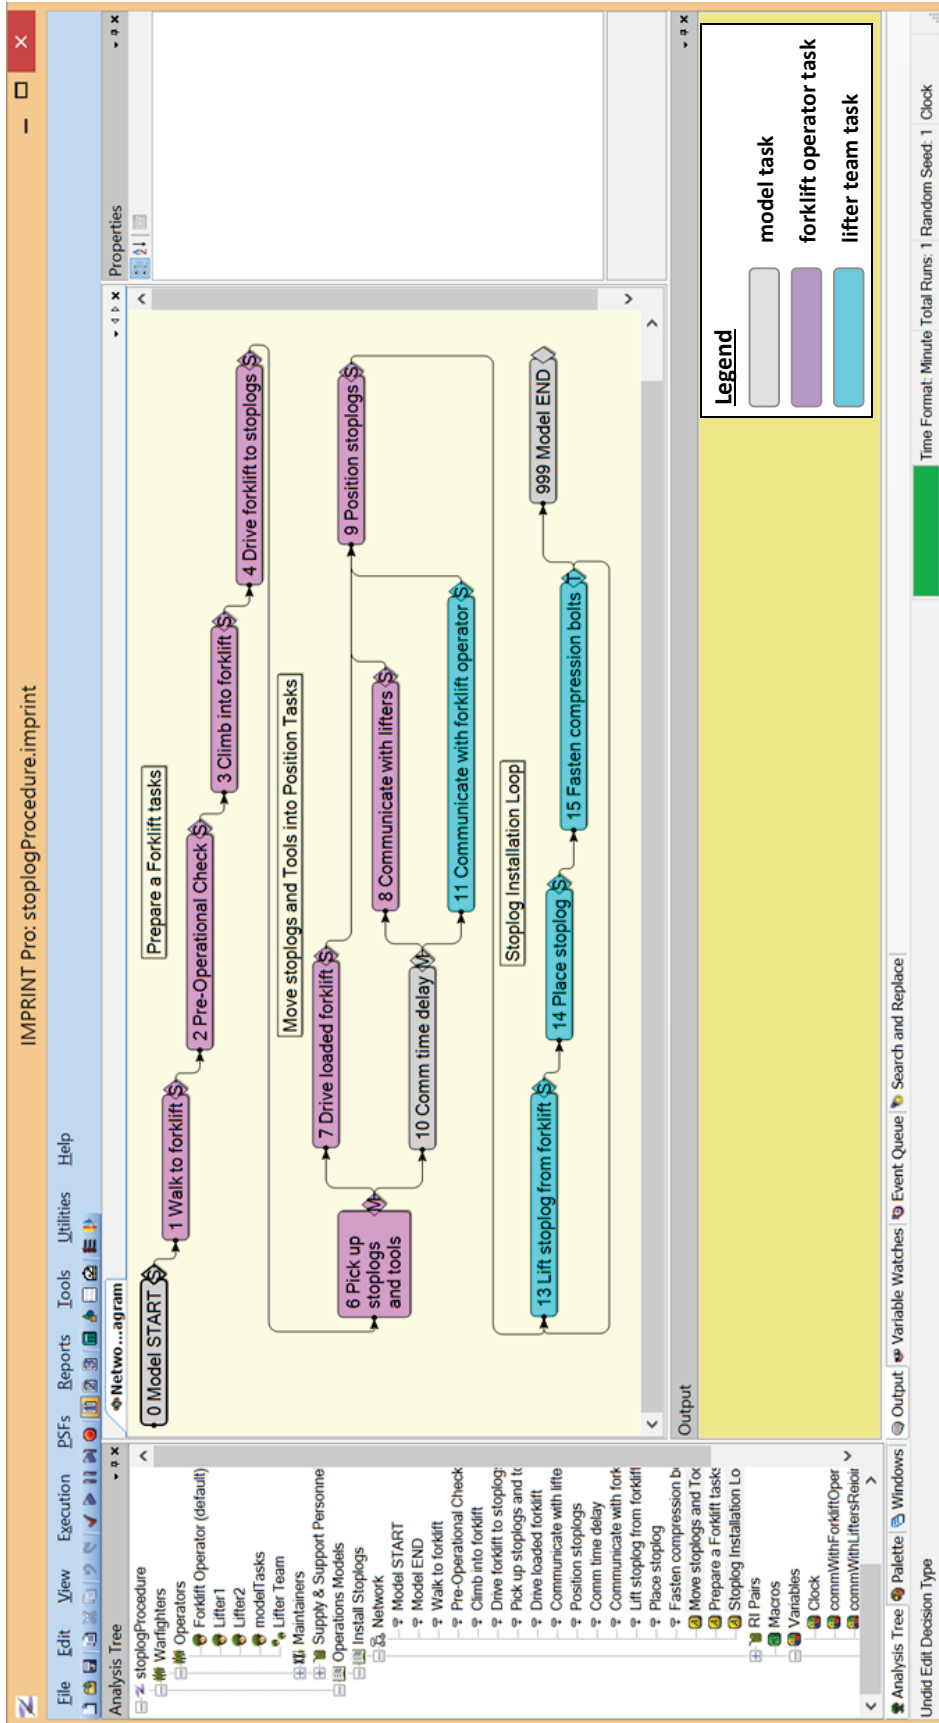 IMPRINT Pro: stoplogProcedure.imprint
File Edit View Execution PSFs Reports Tools Utilities Help
Analysis Tree
stoplogProcedure
Warfighters
Operators
Forklift Operator (default)
Lifter1
Lifter2
modelTasks
Lifter Team
Maintainers
Supply & Support Personne
Operations Models
Install Stoplogs
Network
Model START
Model END
Walk to forklift
Pre-Operational Check
Climb into forklift
Drive forklift to stoplog:
Pick up stoplogs and to
Drive loaded forklift
Communicate with lifte
Position stoplogs
Comm time delay
Communicate with fork
Lift stoplog from forklift
Place stoplog
Fasten compression b
Move stoplogs and Too
Prepare a Forklift tasks
Stoplog Installation Lo
RI Pairs
Macros
Variables
Clock
commWithForkliftOper
commWithLiftersRejoin
Analysis Tree Palette Windows
Netwo...agram
0 Model START S
1 Walk to forklift S
2 Pre-Operational Check S
3 Climb into forklift S
4 Drive forklift to stoplogs S
Prepare a Forklift tasks
Move stoplogs and Tools into Position Tasks
6 Pick up
stoplogs
and tools
M
7 Drive loaded forklift S
8 Communicate with lifters S
9 Position stoplogs S
10 Comm time delay M
11 Communicate with forklift operator S
Stoplog Installation Loop
13 Lift stoplog from forklift S
14 Place stoplog S
15 Fasten compression bolts T
999 Model END
Properties
Output
Legend
model task
forklift operator task
lifter team task
Output Variable Watches Event Queue Search and Replace
Undid Edit Decision Type
Time Format: Minute Total Runs: 1 Random Seed: 1 Clock